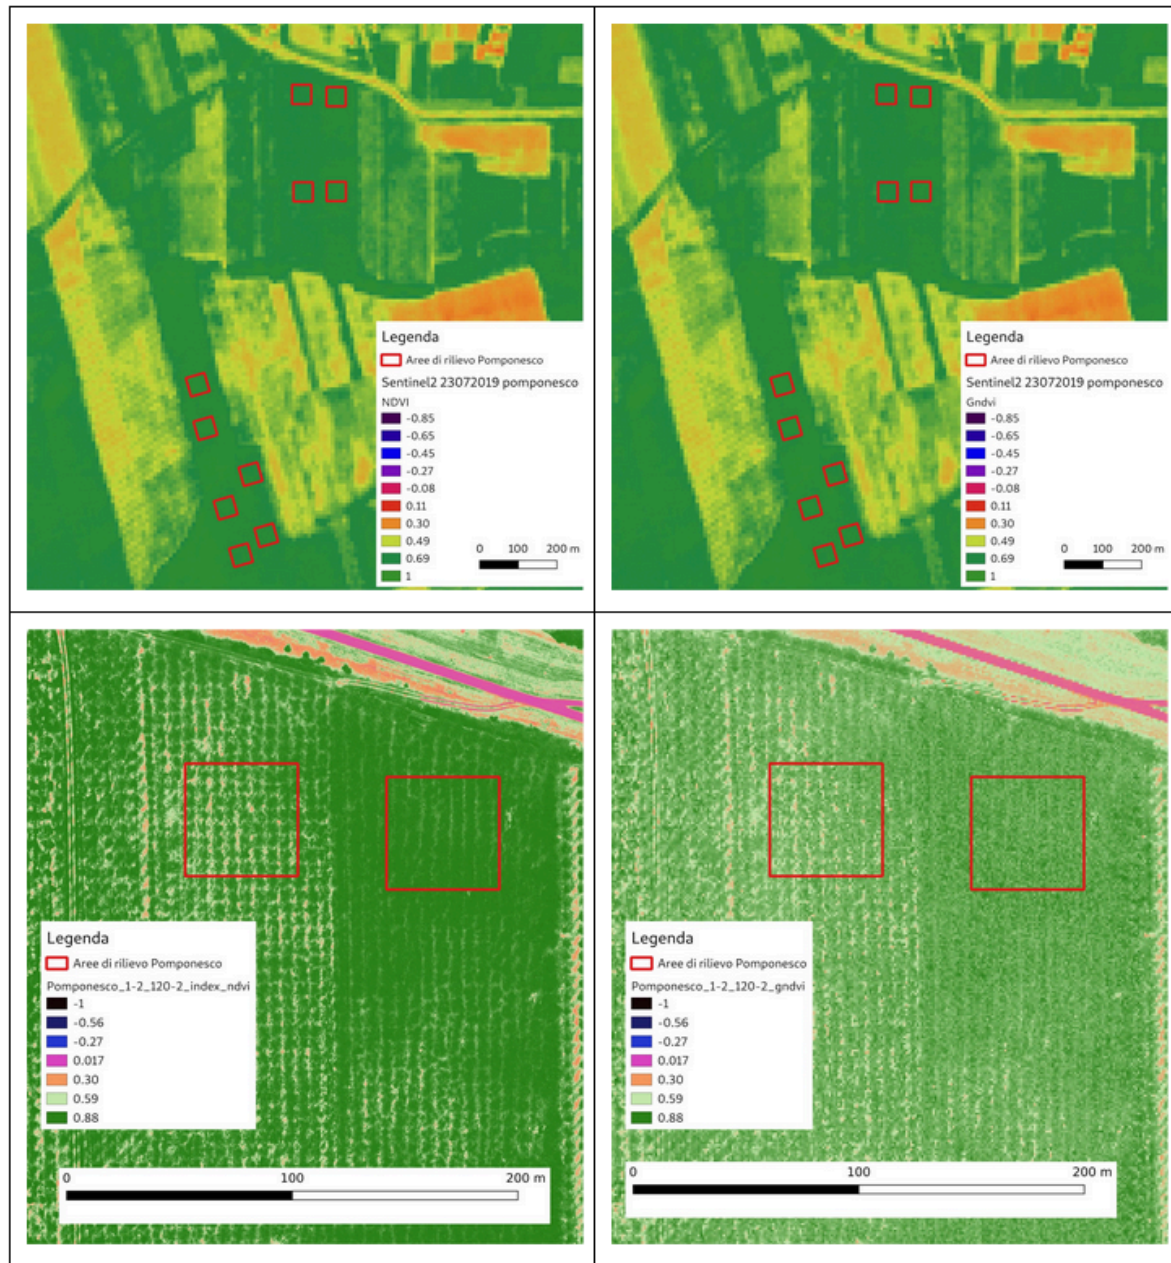 Legenda
Aree di rilievo Pomponesco
Sentinel2 23072019 pomponesco
NDVI
-0.85
-0.65
-0.45
-0.27
-0.08
0.11
0.30
0.49
0.69
1
0 100 200 m
Legenda
Aree di rilievo Pomponesco
Sentinel2 23072019 pomponesco
Gndvi
-0.85
-0.65
-0.45
-0.27
-0.08
0.11
0.30
0.49
0.69
1
0 100 200 m
Legenda
Aree di rilievo Pomponesco
Pomponesco_1-2_120-2_index_ndvi
-1
-0.56
-0.27
0.017
0.30
0.59
0.88
0 100 200 m
Legenda
Aree di rilievo Pomponesco
Pomponesco_1-2_120-2_gndvi
-1
-0.56
-0.27
0.017
0.30
0.59
0.88
0 100 200 m